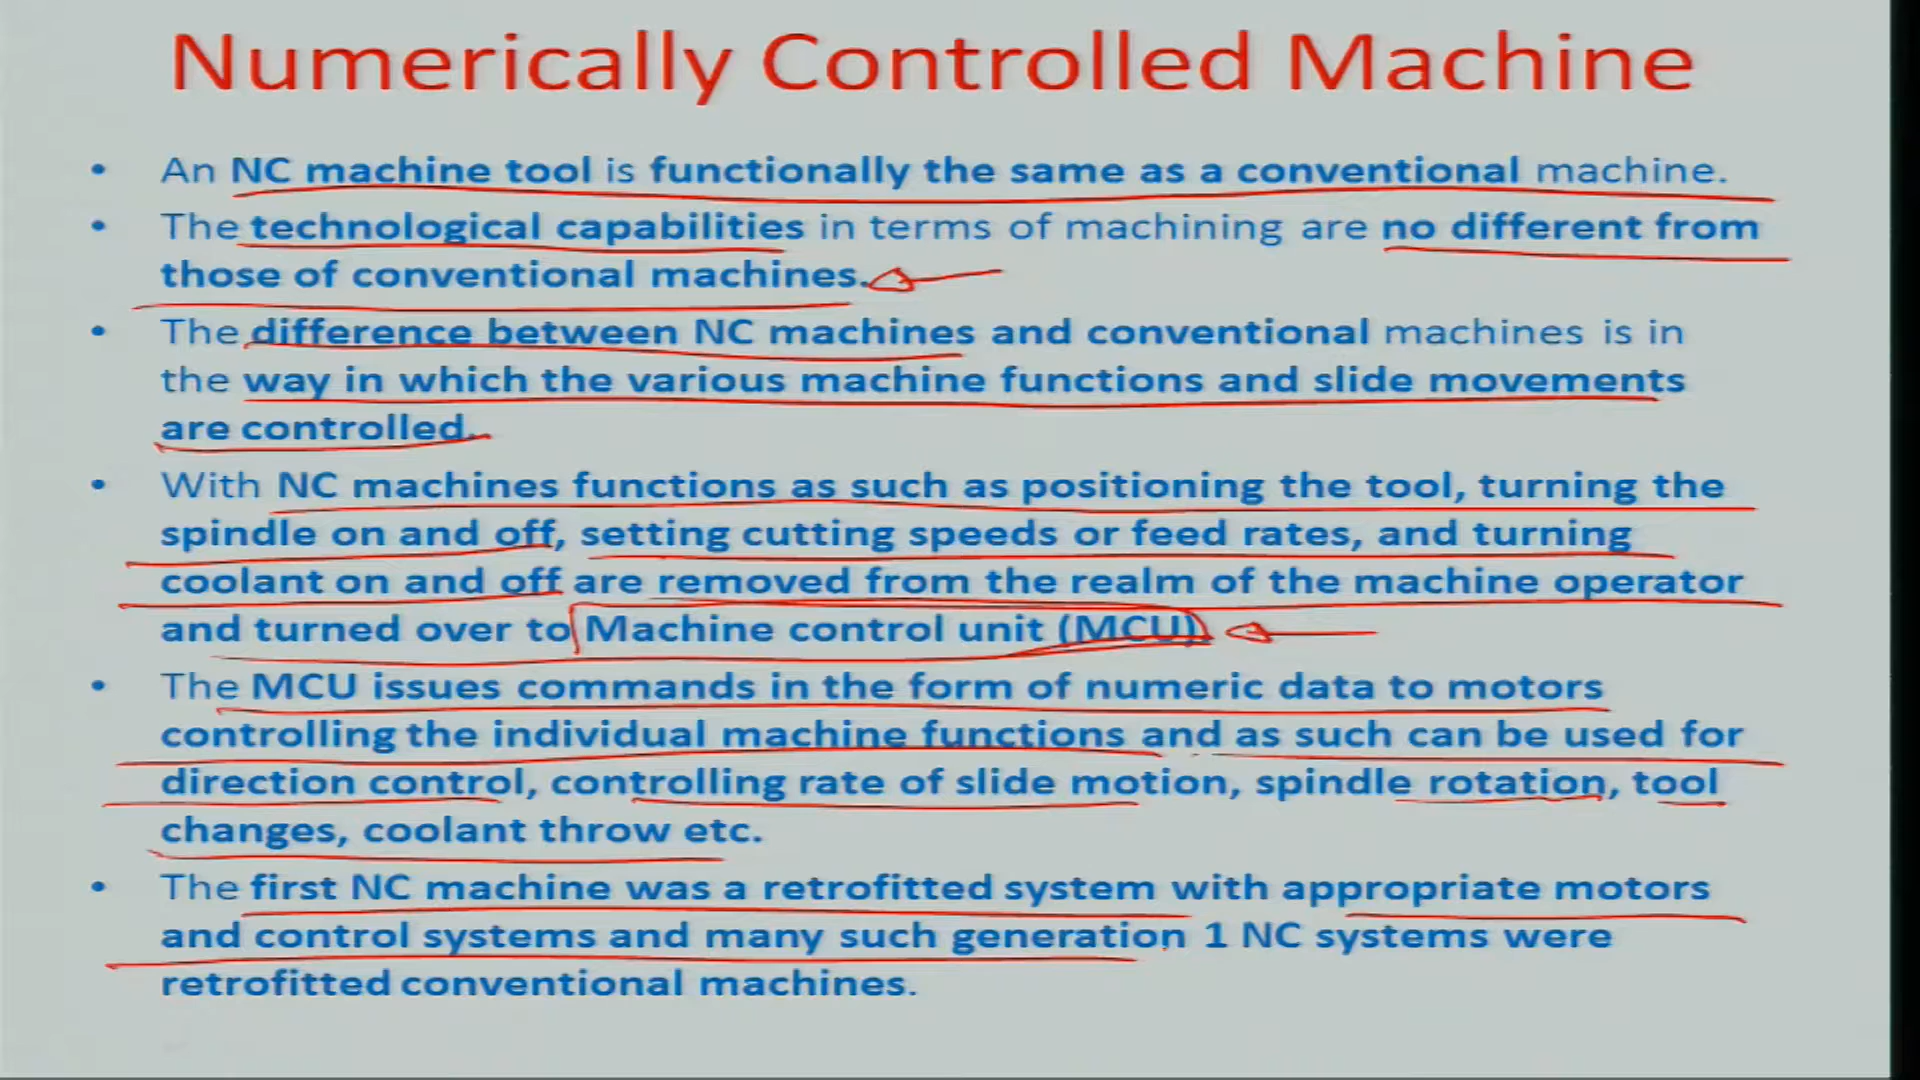 Numerically Controlled Machine
• An NC machine tool is functionally the same as a conventional machine.
• The technological capabilities in terms of machining are no different from
those of conventional machines.
• The difference between NC machines and conventional machines is in
the way in which the various machine functions and slide movements
are controlled.
• With NC machines functions as such as positioning the tool, turning the
spindle on and off, setting cutting speeds or feed rates, and turning
coolant on and off are removed from the realm of the machine operator
and turned over to Machine control unit (MCU).
• The MCU issues commands in the form of numeric data to motors
controlling the individual machine functions and as such can be used for
direction control, controlling rate of slide motion, spindle rotation, tool
changes, coolant throw etc.
• The first NC machine was a retrofitted system with appropriate motors
and control systems and many such generation 1 NC systems were
retrofitted conventional machines.